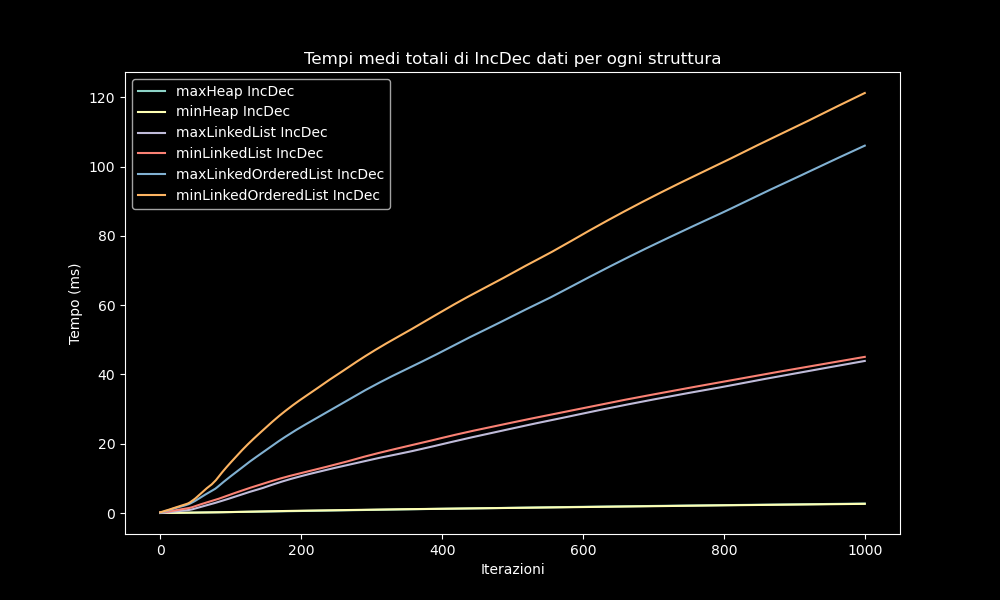 Tempi medi totali di IncDec dati per ogni struttura
maxHeap IncDec
minHeap IncDec
maxLinkedList IncDec
minLinkedList IncDec
maxLinkedOrderedList IncDec
minLinkedOrderedList IncDec
120
100
80
60
40
20
0
Tempo (ms)
0 200 400 600 800 1000
Iterazioni